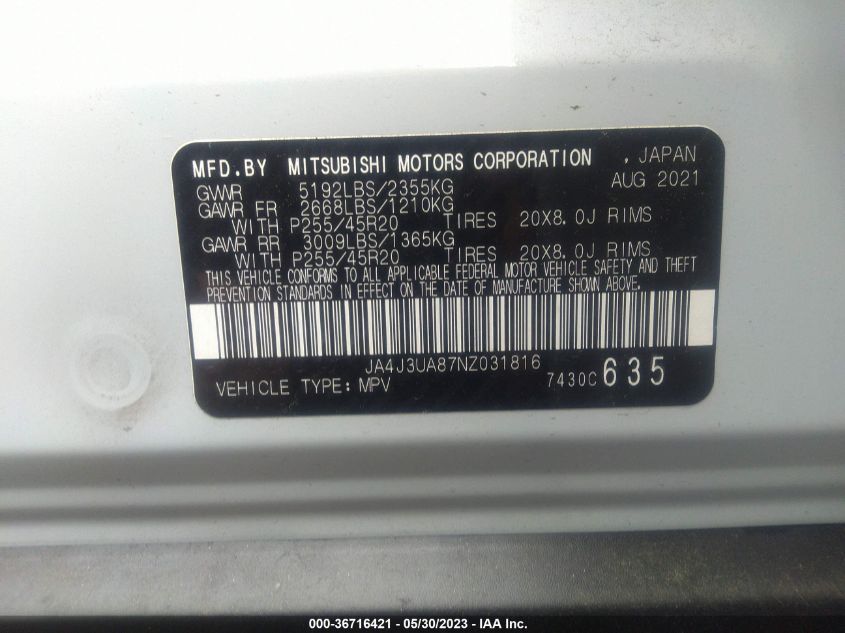 MFD.BY MITSUBISHI MOTORS CORPORATION , JAPAN
AUG 2021
GVWR 5192LBS/2355KG
GAWR FR 2668LBS/1210KG
WITH P255/45R20 TIRES 20X8.0J RIMS
GAWR RR 3009LBS/1365KG
WITH P255/45R20 TIRES 20X8.0J RIMS
THIS VEHICLE CONFORMS TO ALL APPLICABLE FEDERAL MOTOR VEHICLE SAFETY AND THEFT
PREVENTION STANDARDS IN EFFECT ON THE DATE OF MANUFACTURE SHOWN ABOVE.
JA4J3UA87NZ031816
VEHICLE TYPE: MPV 7430C 635
000-36716421 - 05/30/2023 - IAA Inc.